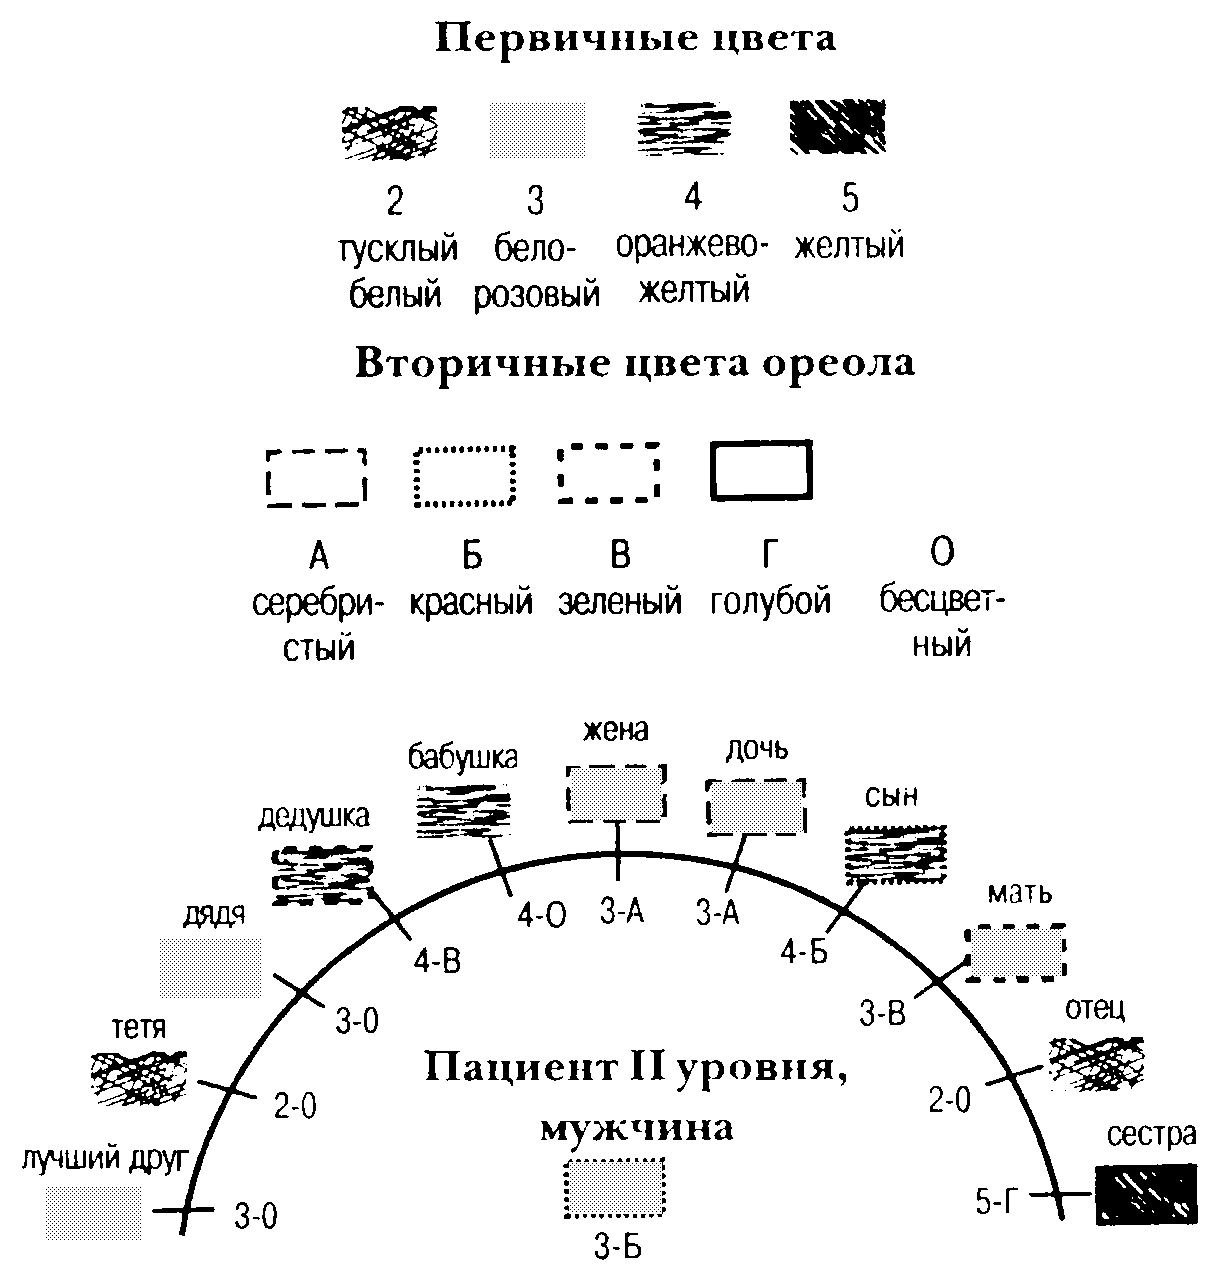 Первичные цвета
2 3 4 5
тусклый бело- оранжево- желтый
белый розовый желтый
Вторичные цвета ореола
А Б В Г О
серебри- красный зеленый голубой бесцвет-
стый ный
жена
дочь
бабушка
сын
дедушка
мать
дядя
4-О 3-А 3-А
4-В 4-Б
3-О 3-В
тетя отец
Пациент II уровня,
2-О 2-О
мужчина
сестра
лучший друг
3-О 5-Г
3-Б